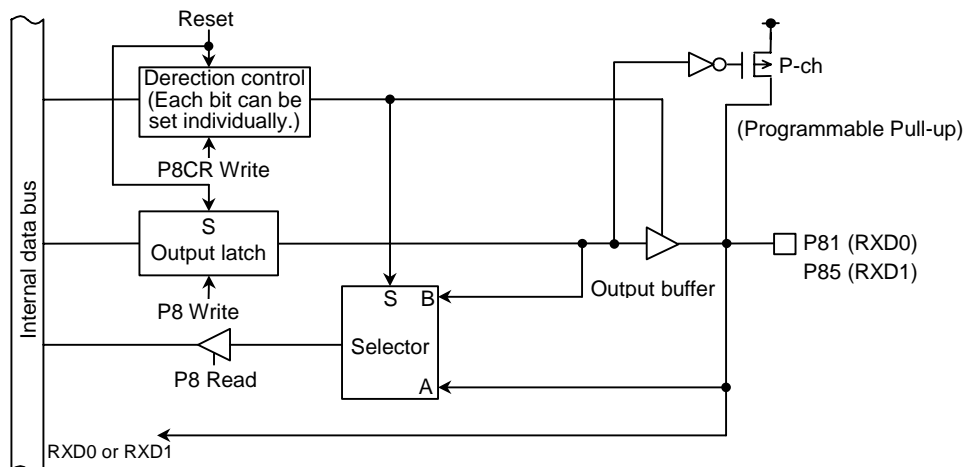 Reset
Derection control
(Each bit can be
set individually.)
P8CR Write
P-ch
(Programmable Pull-up)
Internal data bus
S
Output latch
P8 Write
P81 (RXD0)
P85 (RXD1)
Output buffer
S
B
Selector
A
P8 Read
RXD0 or RXD1